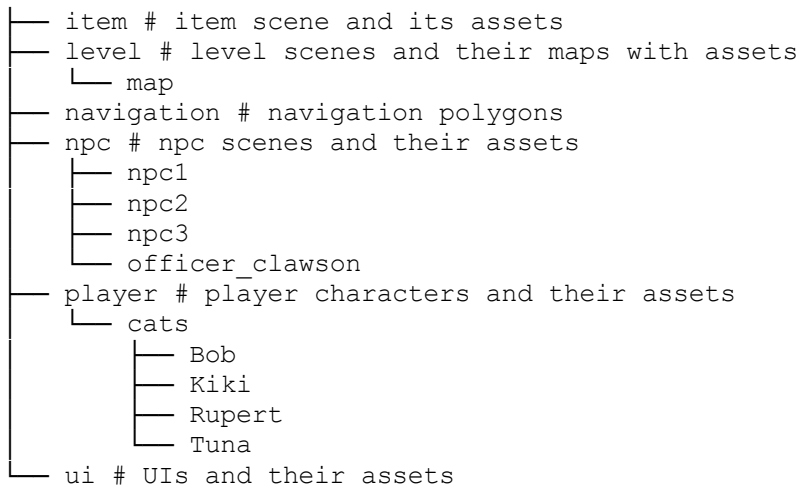 ├── item # item scene and its assets
├── level # level scenes and their maps with assets
│   └── map
├── navigation # navigation polygons
├── npc # npc scenes and their assets
│   ├── npc1
│   ├── npc2
│   ├── npc3
│   └── officer_clawson
├── player # player characters and their assets
│   └── cats
│       ├── Bob
│       ├── Kiki
│       ├── Rupert
│       └── Tuna
└── ui # UIs and their assets